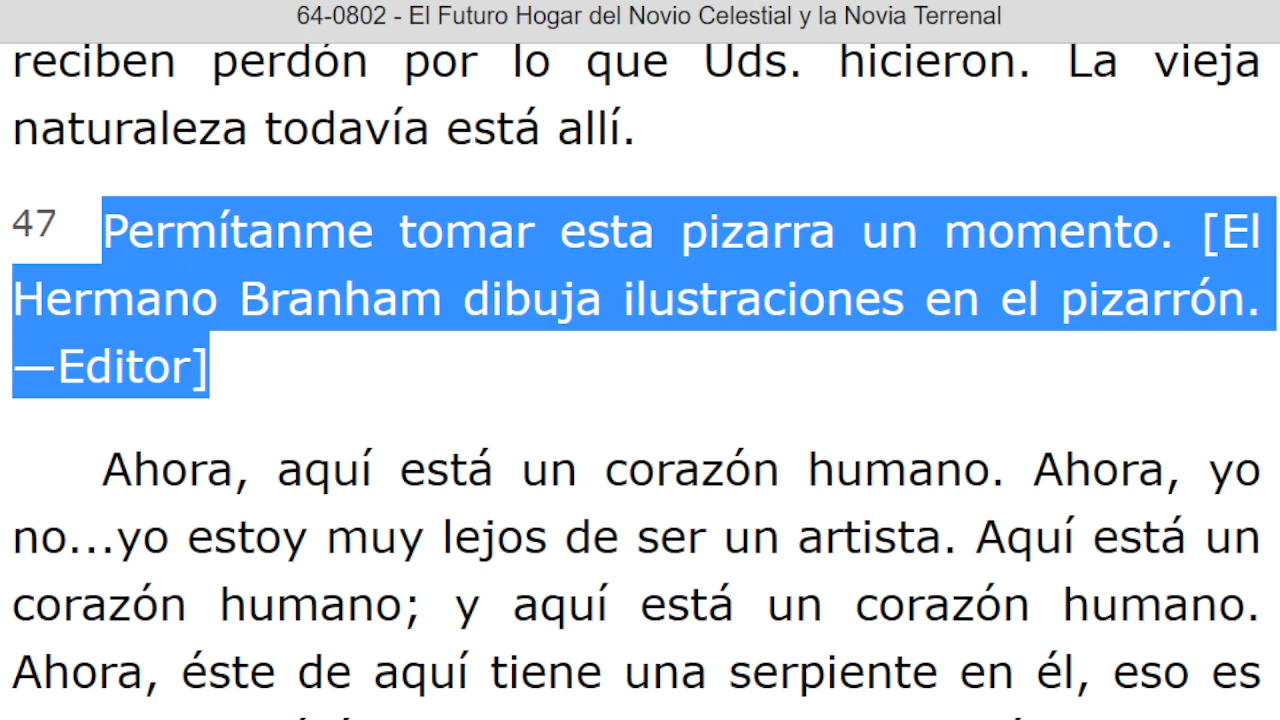 64-0802 - El Futuro Hogar del Novio Celestial y la Novia Terrenal
reciben perdón por lo que Uds. hicieron. La vieja
naturaleza todavía está allí.
47 Permítanme tomar esta pizarra un momento. [El
Hermano Branham dibuja ilustraciones en el pizarrón.
—Editor]
Ahora, aquí está un corazón humano. Ahora, yo
no...yo estoy muy lejos de ser un artista. Aquí está un
corazón humano; y aquí está un corazón humano.
Ahora, éste de aquí tiene una serpiente en él, eso es